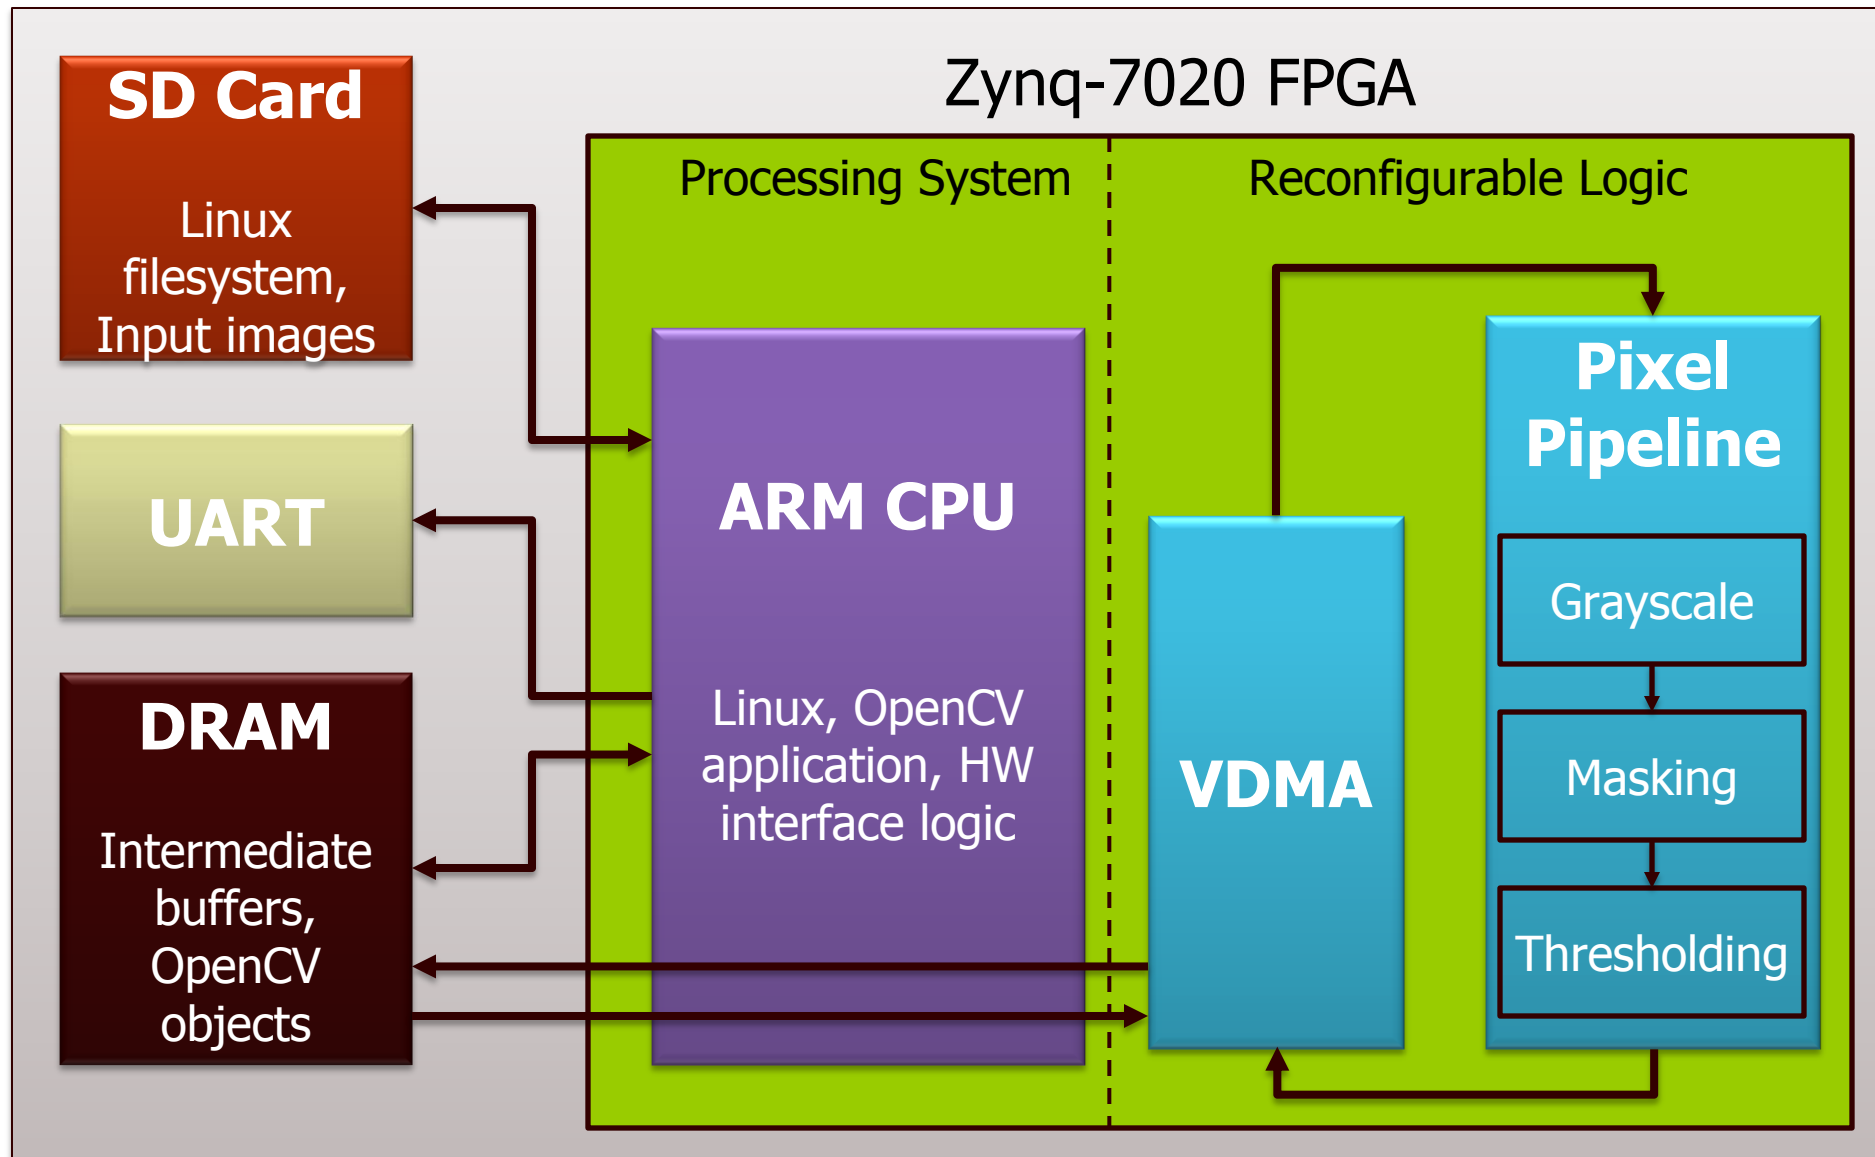 Zynq-7020 FPGA
SD Card
Linux
filesystem,
Input images
UART
DRAM
Intermediate
buffers,
OpenCV
objects
Processing System
ARM CPU
Linux, OpenCV
application, HW
interface logic
Reconfigurable Logic
VDMA
Pixel
Pipeline
Grayscale
Masking
Thresholding